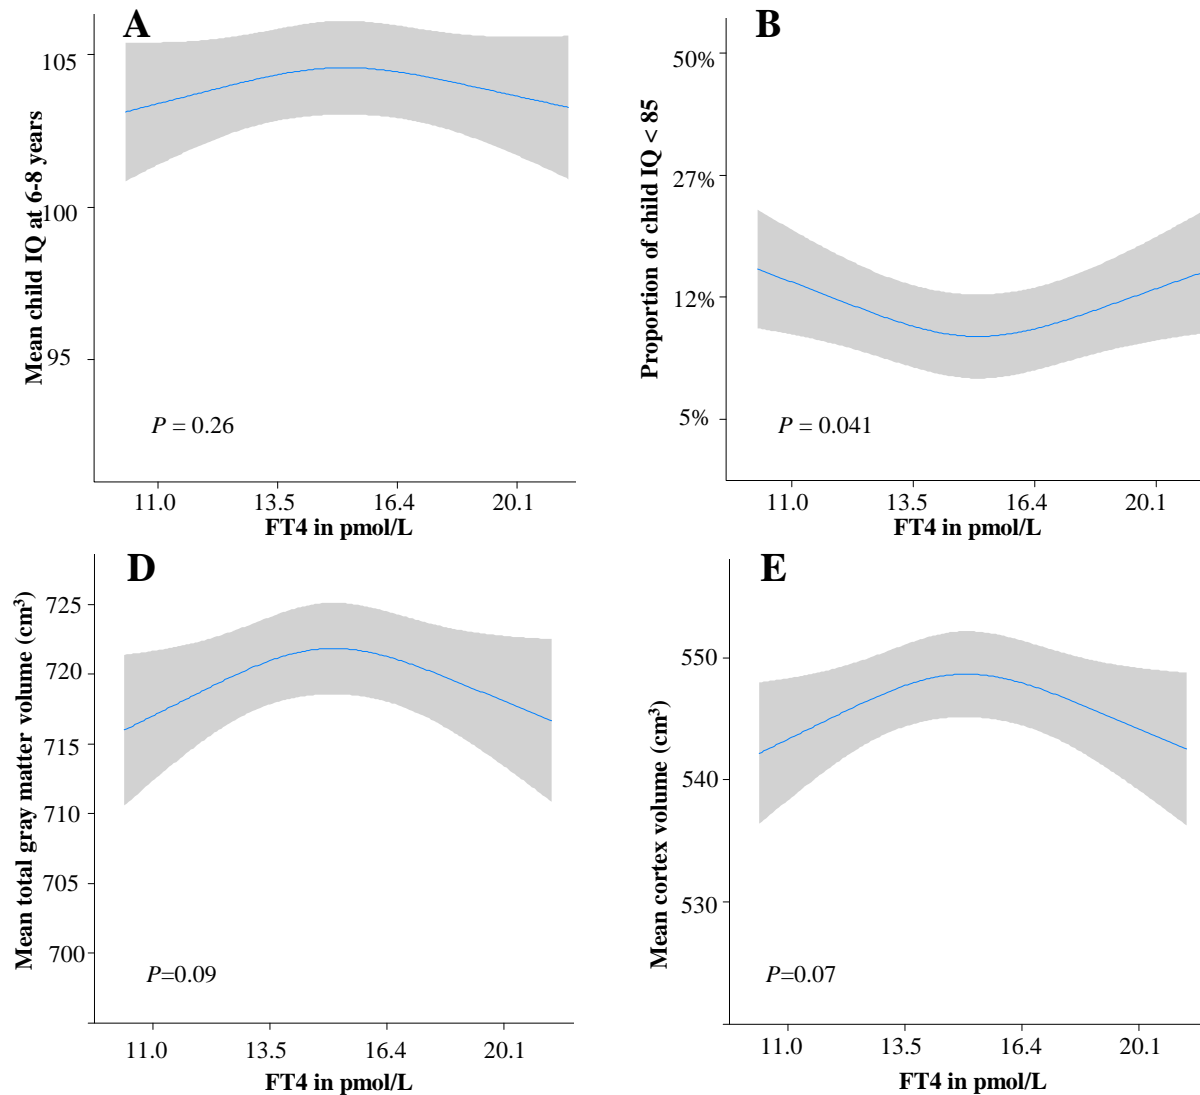 A
Mean child IQ at 6-8 years
105
100
95
P = 0.26
11.0 13.5 16.4 20.1
FT4 in pmol/L
B
Proportion of child IQ < 85
50%
27%
12%
5%
P = 0.041
11.0 13.5 16.4 20.1
FT4 in pmol/L
D
Mean total gray matter volume (cm³)
725
720
715
710
705
700
P=0.09
11.0 13.5 16.4 20.1
FT4 in pmol/L
E
Mean cortex volume (cm³)
550
540
530
P=0.07
11.0 13.5 16.4 20.1
FT4 in pmol/L